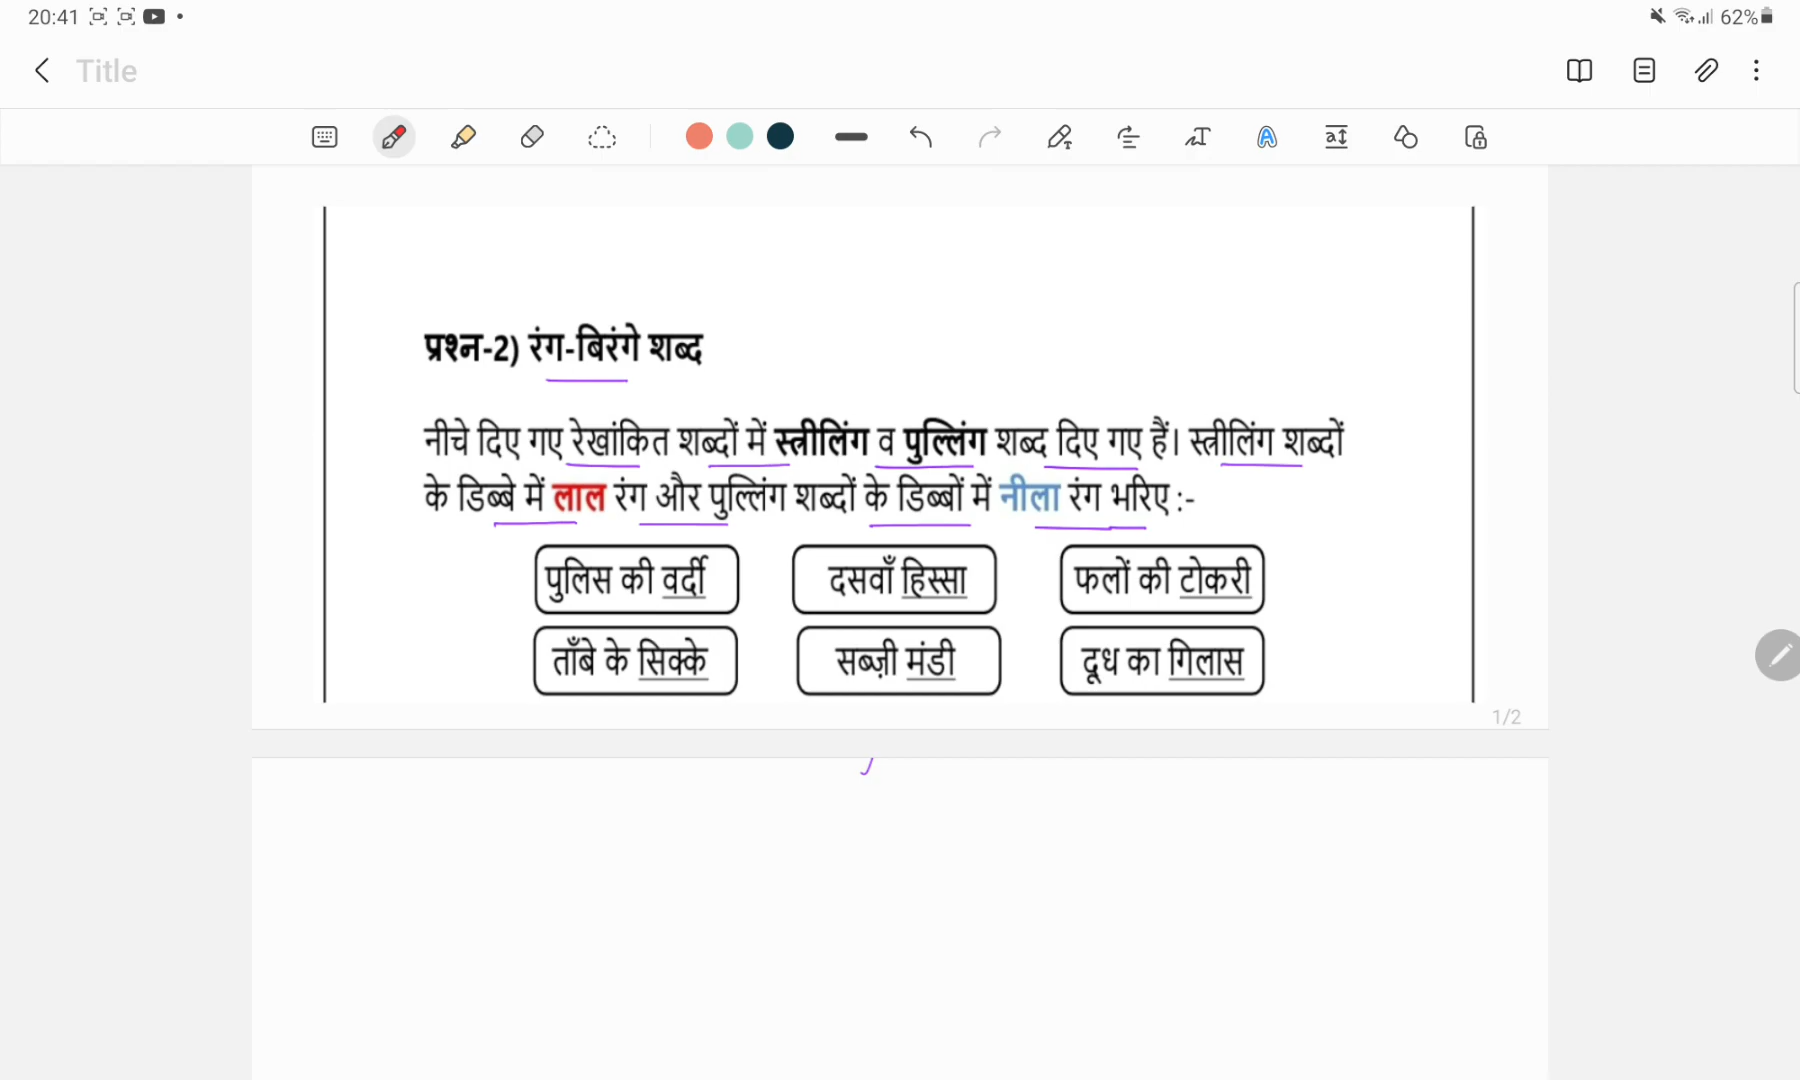 20:41
62%
Title
प्रश्न-2) रंग-बिरंगे शब्द
नीचे दिए गए रेखांकित शब्दों में स्त्रीलिंग व पुल्लिंग शब्द दिए गए हैं। स्त्रीलिंग शब्दों
के डिब्बे में लाल रंग और पुल्लिंग शब्दों के डिब्बों में नीला रंग भरिए :-
पुलिस की वर्दी दसवाँ हिस्सा फलों की टोकरी
ताँबे के सिक्के सब्ज़ी मंडी दूध का गिलास
1/2